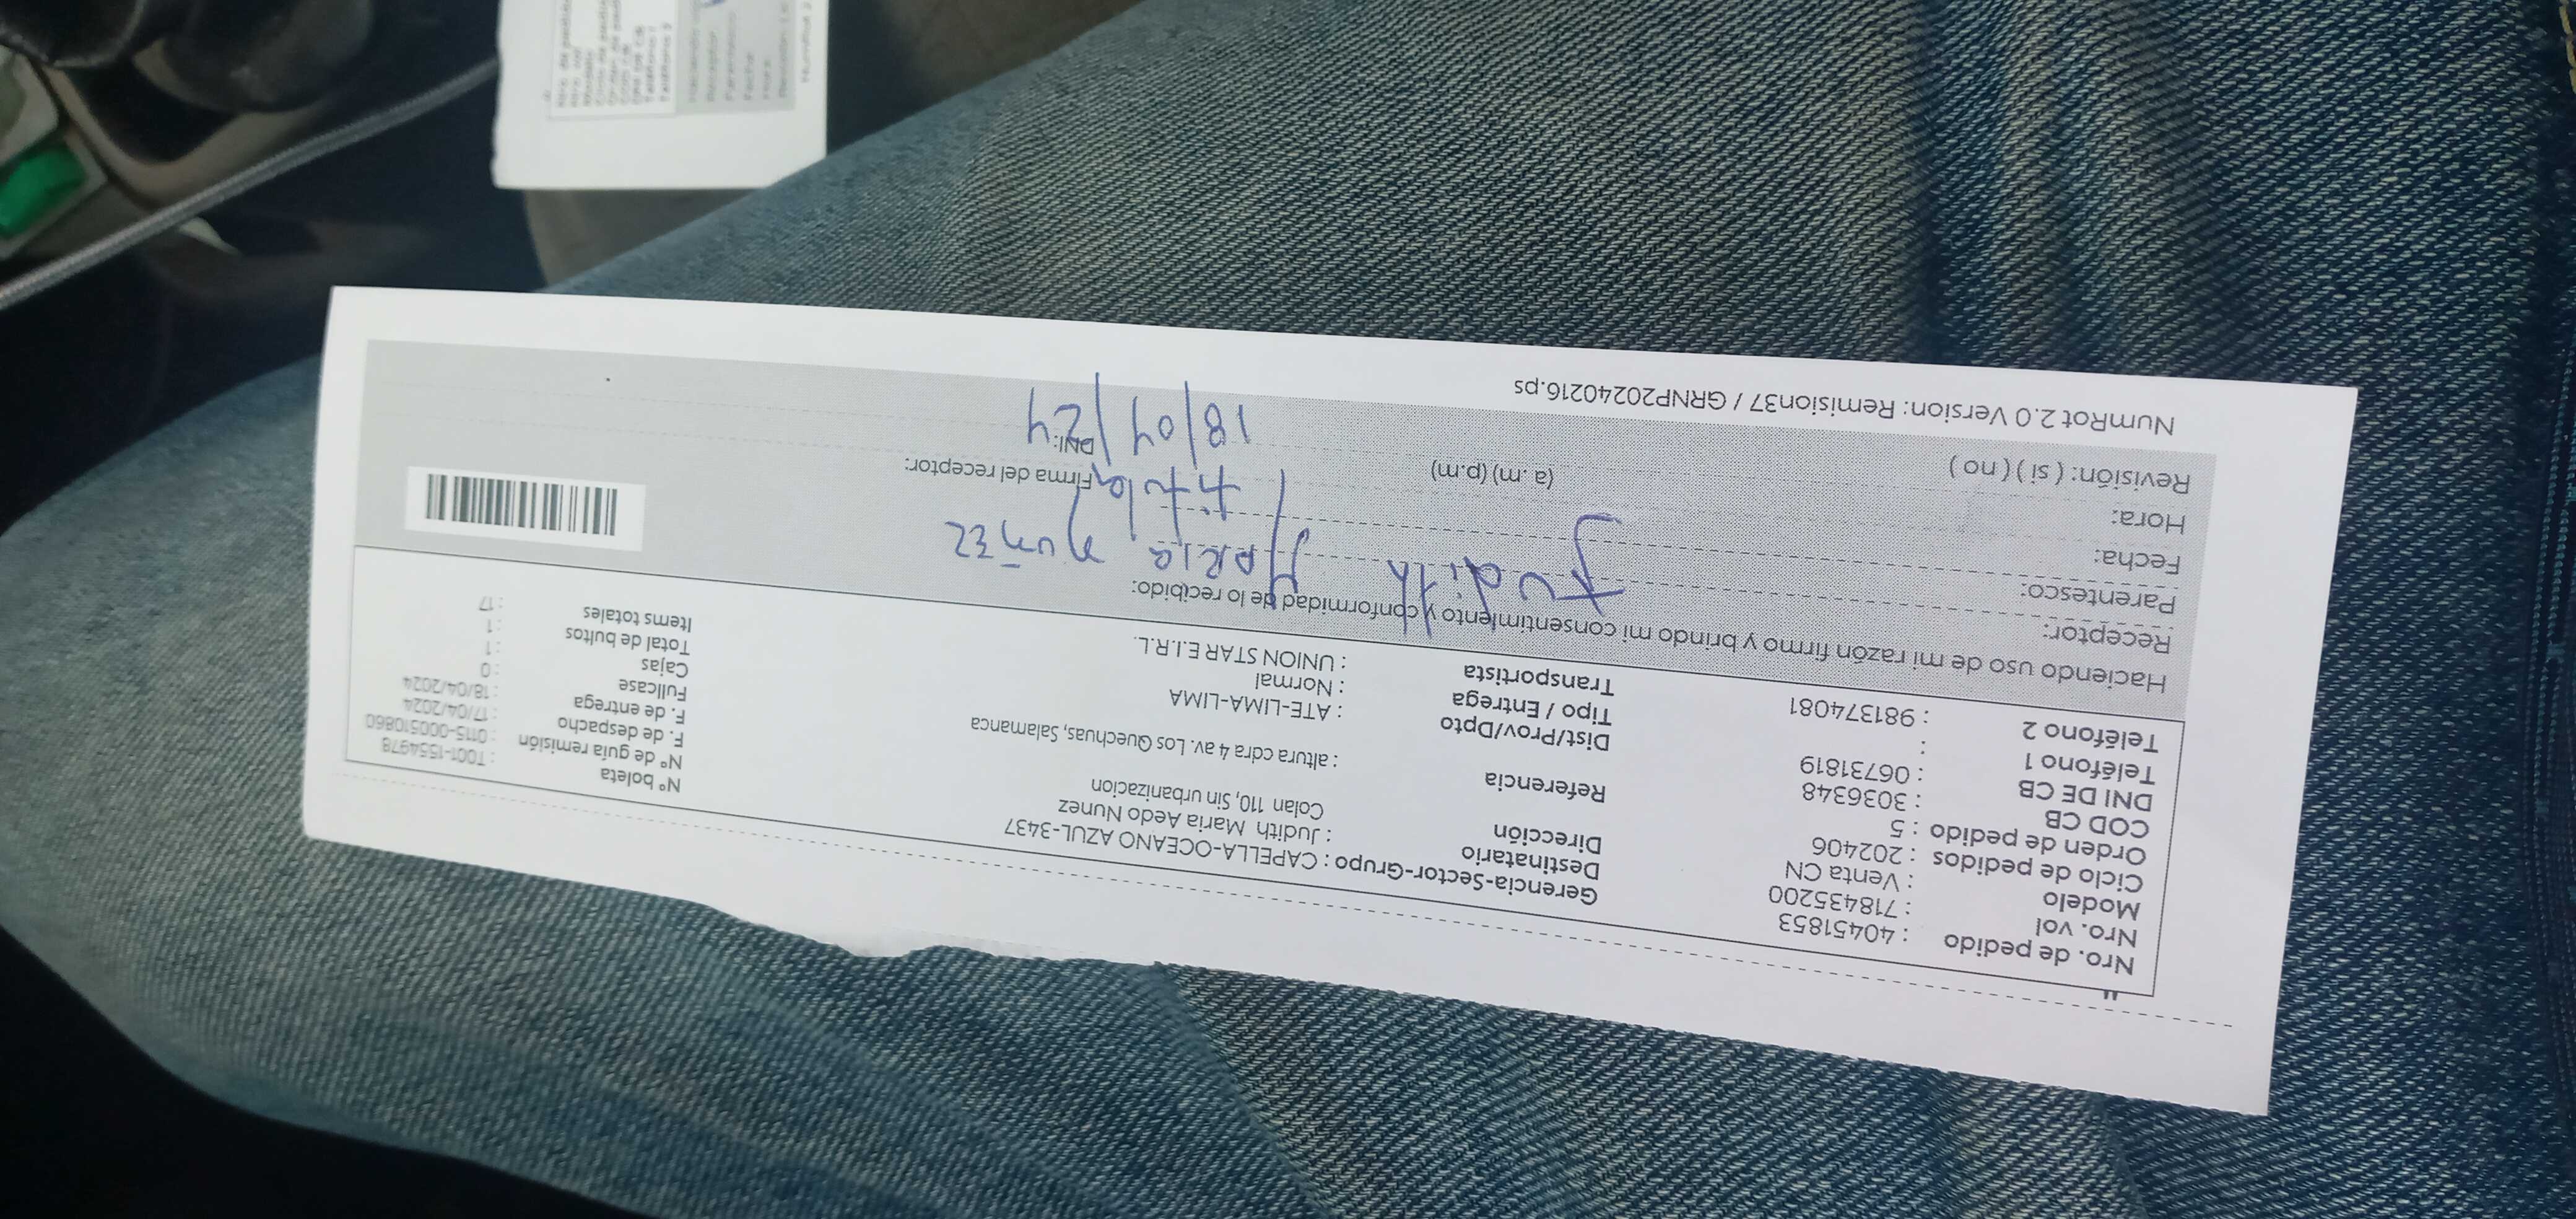 Nro. de pedido : 40451853
Nro. vol : 718435200
Modelo : Venta CN
Ciclo de pedidos : 202406
Orden de pedido : 5
COD CB : 3036348
DNI DE CB : 06731819
Teléfono 1 :
Teléfono 2 : 981374081
Gerencia-Sector-Grupo : CAPELLA-OCEANO AZUL-3437
Destinatario : Judith Maria Aedo Nunez
Dirección Colan 110, Sin urbanizacion
Referencia : altura cdra 4 av. Los Quechuas, Salamanca
Dist/Prov/Dpto : ATE-LIMA-LIMA
Tipo / Entrega : Normal
Transportista : UNION STAR E.I.R.L.
N° boleta : T001-1554978
N° de guía remisión : 0115-000510860
F. de despacho : 17/04/2024
F. de entrega : 18/04/2024
Fullcase : 0
Cajas : 1
Total de bultos : 1
Items totales : 17
Haciendo uso de mi razón firmo y brindo mi consentimiento y conformidad de lo recibido:
Receptor: Judith Maria nuñez
Parentesco: titular
Fecha: 18/04/24
Hora: (a .m) (p.m)
Revisión: ( si ) ( no )
Firma del receptor:
DNI:
NumRot 2.0 Version: Remision37 / GRNP20240216.ps